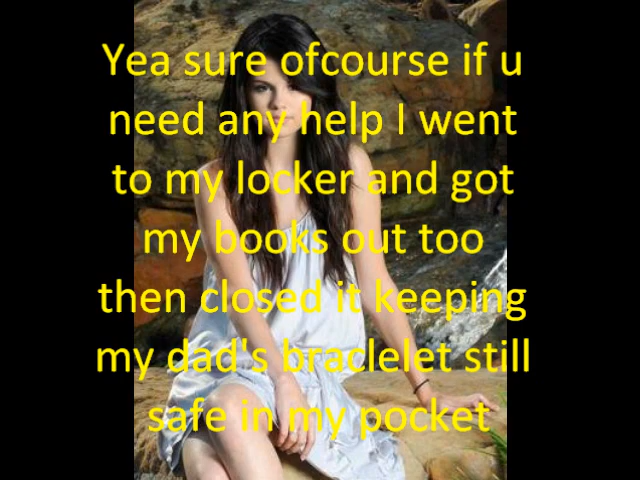 Yea sure ofcourse if u
need any help I went
to my locker and got
my books out too
then closed it keeping
my dad's braclelet still
safe in my pocket